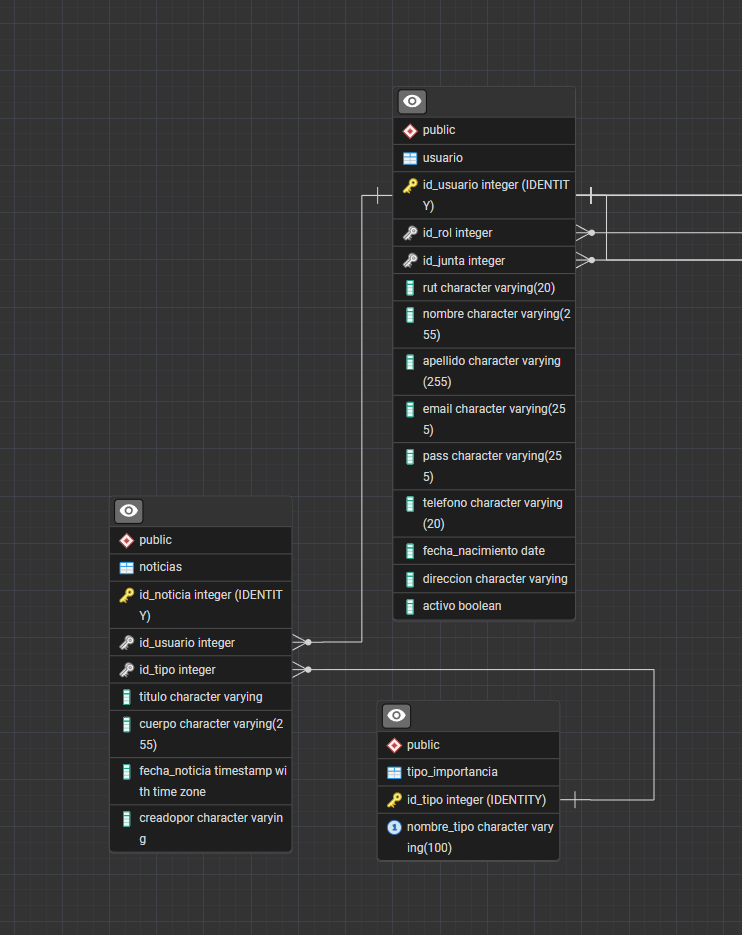 public
usuario
id_usuario integer (IDENTIT
Y)
id_rol integer
id_junta integer
rut character varying(20)
nombre character varying(2
55)
apellido character varying
(255)
email character varying(25
5)
pass character varying(25
5)
telefono character varying
(20)
fecha_nacimiento date
direccion character varying
activo boolean
public
noticias
id_noticia integer (IDENTIT
Y)
id_usuario integer
id_tipo integer
titulo character varying
cuerpo character varying(2
55)
fecha_noticia timestamp wi
th time zone
creadopor character varyin
g
public
tipo_importancia
id_tipo integer (IDENTITY)
1
nombre_tipo character vary
ing(100)